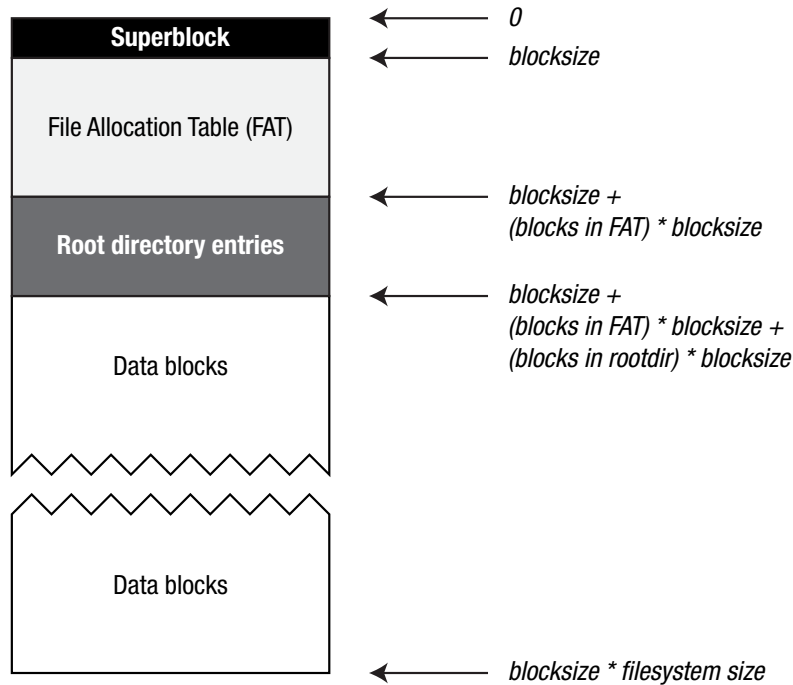 Superblock
0
blocksize
File Allocation Table (FAT)
blocksize +
(blocks in FAT) * blocksize
Root directory entries
blocksize +
(blocks in FAT) * blocksize +
(blocks in rootdir) * blocksize
Data blocks
Data blocks
blocksize * filesystem size